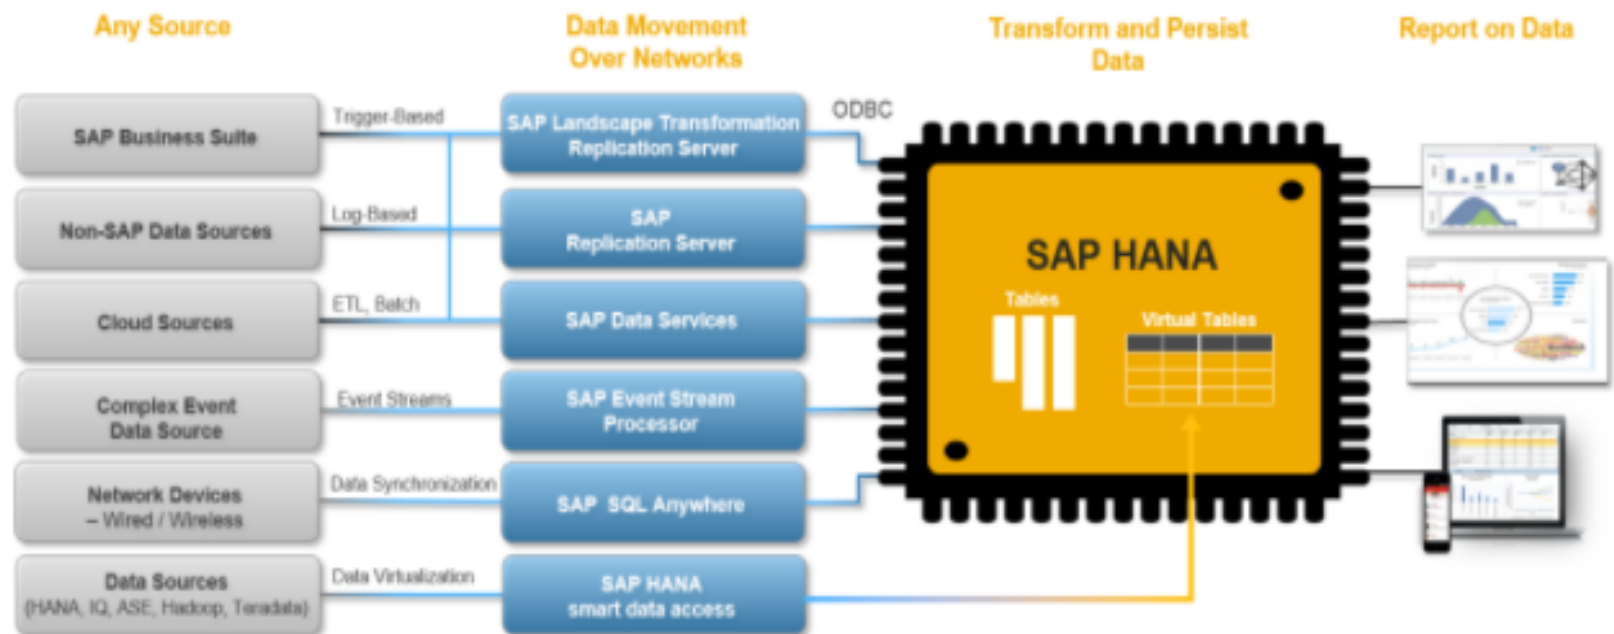 Any Source
Data Movement
Over Networks
Transform and Persist
Data
Report on Data
SAP Business Suite
Trigger-Based
SAP Landscape Transformation
Replication Server
ODBC
Non-SAP Data Sources
Log-Based
SAP
Replication Server
Cloud Sources
ETL, Batch
SAP Data Services
Complex Event
Data Source
Event Streams
SAP Event Stream
Processor
Network Devices
– Wired / Wireless
Data Synchronization
SAP SQL Anywhere
Data Sources
(HANA, IQ, ASE, Hadoop, Teradata)
Data Virtualization
SAP HANA
smart data access
SAP HANA
Tables
Virtual Tables